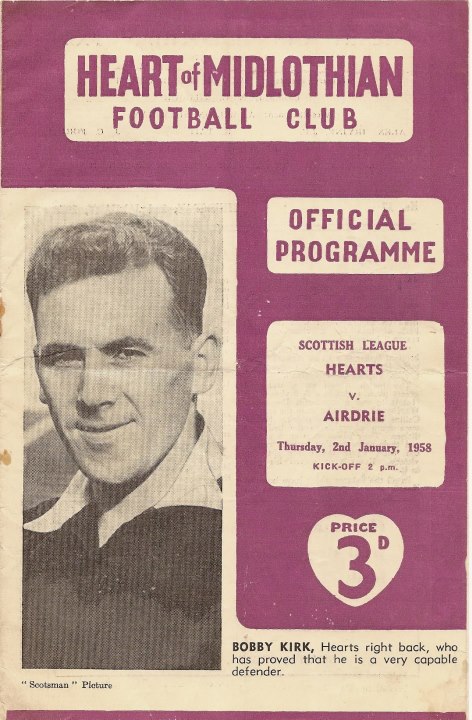 HEART of MIDLOTHIAN
FOOTBALL CLUB
OFFICIAL
PROGRAMME
SCOTTISH LEAGUE
HEARTS
v.
AIRDRIE
Thursday, 2nd January, 1958
KICK-OFF 2 p.m.
PRICE
3D
BOBBY KIRK, Hearts right back, who
has proved that he is a very capable
defender.
"Scotsman" Picture